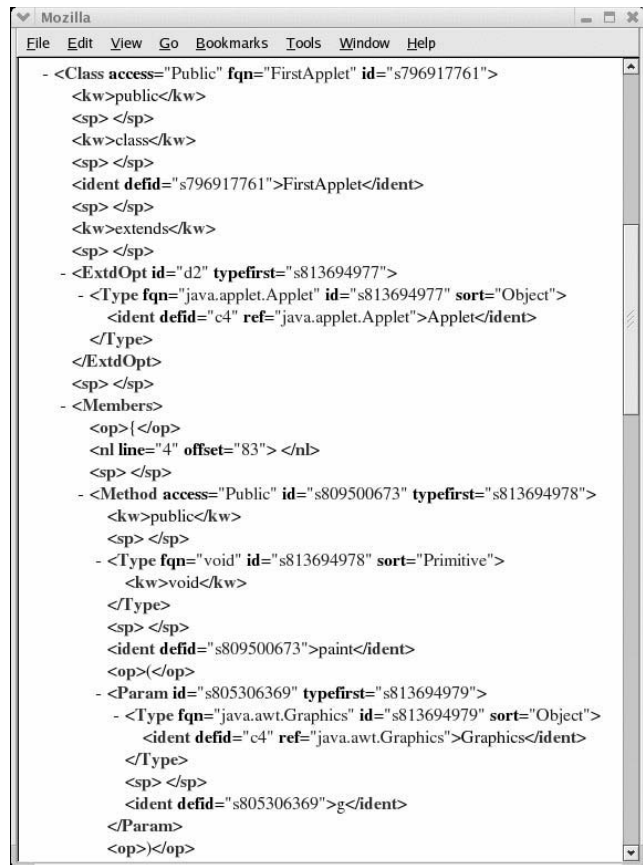 Mozilla
File Edit View Go Bookmarks Tools Window Help
- <Class access="Public" fqn="FirstApplet" id="s796917761">
<kw>public</kw>
<sp> </sp>
<kw>class</kw>
<sp> </sp>
<ident defid="s796917761">FirstApplet</ident>
<sp> </sp>
<kw>extends</kw>
<sp> </sp>
- <ExtdOpt id="d2" typefirst="s813694977">
- <Type fqn="java.applet.Applet" id="s813694977" sort="Object">
<ident defid="c4" ref="java.applet.Applet">Applet</ident>
</Type>
</ExtdOpt>
<sp> </sp>
- <Members>
<op>{</op>
<nl line="4" offset="83"> </nl>
<sp> </sp>
- <Method access="Public" id="s809500673" typefirst="s813694978">
<kw>public</kw>
<sp> </sp>
- <Type fqn="void" id="s813694978" sort="Primitive">
<kw>void</kw>
</Type>
<sp> </sp>
<ident defid="s809500673">paint</ident>
<op>(</op>
- <Param id="s805306369" typefirst="s813694979">
- <Type fqn="java.awt.Graphics" id="s813694979" sort="Object">
<ident defid="c4" ref="java.awt.Graphics">Graphics</ident>
</Type>
<sp> </sp>
<ident defid="s805306369">g</ident>
</Param>
<op>)</op>